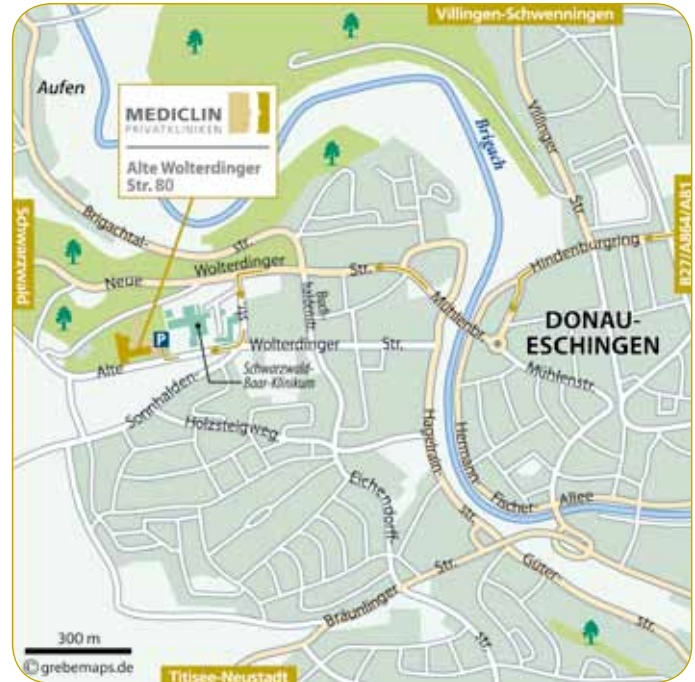 Villingen-Schwenningen
Aufen
MEDICLIN
PRIVATKLINIKEN
Alte Wolterdinger
Str. 80
Brigach
Villinger
Str.
B27/A864/A81
Hindenburgring
Schwarzwald
Brigachtal-
str.
Neue
Wolterdinger
Str.
Mühlenbr.
DONAU-
ESCHINGEN
P
Str.
Alte
Wolterdinger
Str.
Schwarzwald-
Baar-Klinikum
Mühlenstr.
Sonnhalden-
Holzsteigweg
Hagelrain-
str.
Hermann-
Fischer-
Allee
Eichendorff-
str.
Bräunlinger
Str.
Güter-
str.
300 m
© grebemaps.de
Titisee-Neustadt